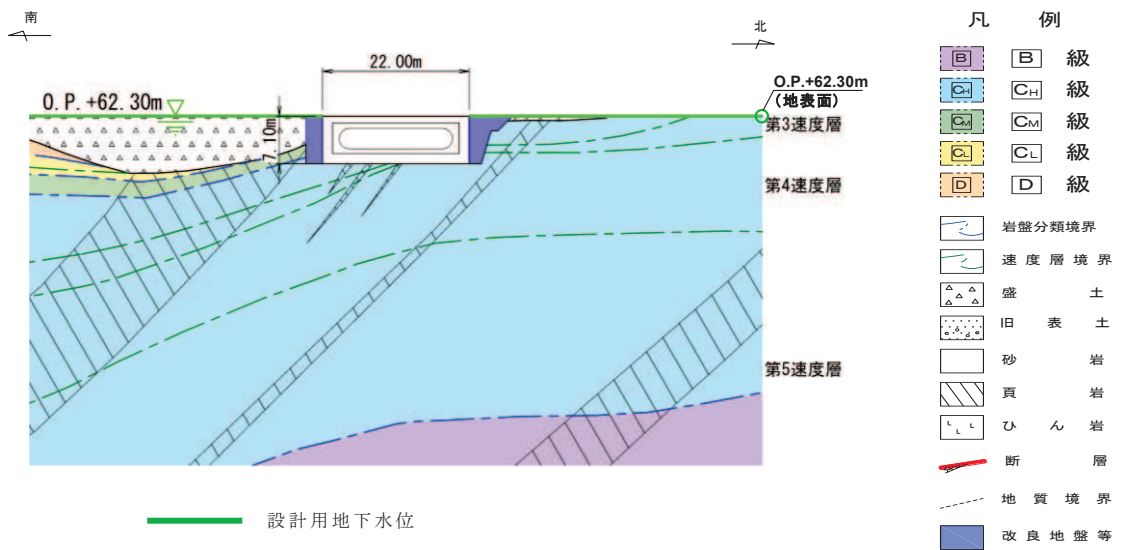 南
北
22.00m
O.P.+62.30m
7.10m
O.P.+62.30m
(地表面)
第3速度層
第4速度層
第5速度層
設計用地下水位
凡 例
B B 級
CH CH 級
CM CM 級
CL CL 級
D D 級
岩盤分類境界
速度層境界
盛土
旧表土
砂岩
頁岩
ひん岩
断層
地質境界
改良地盤等